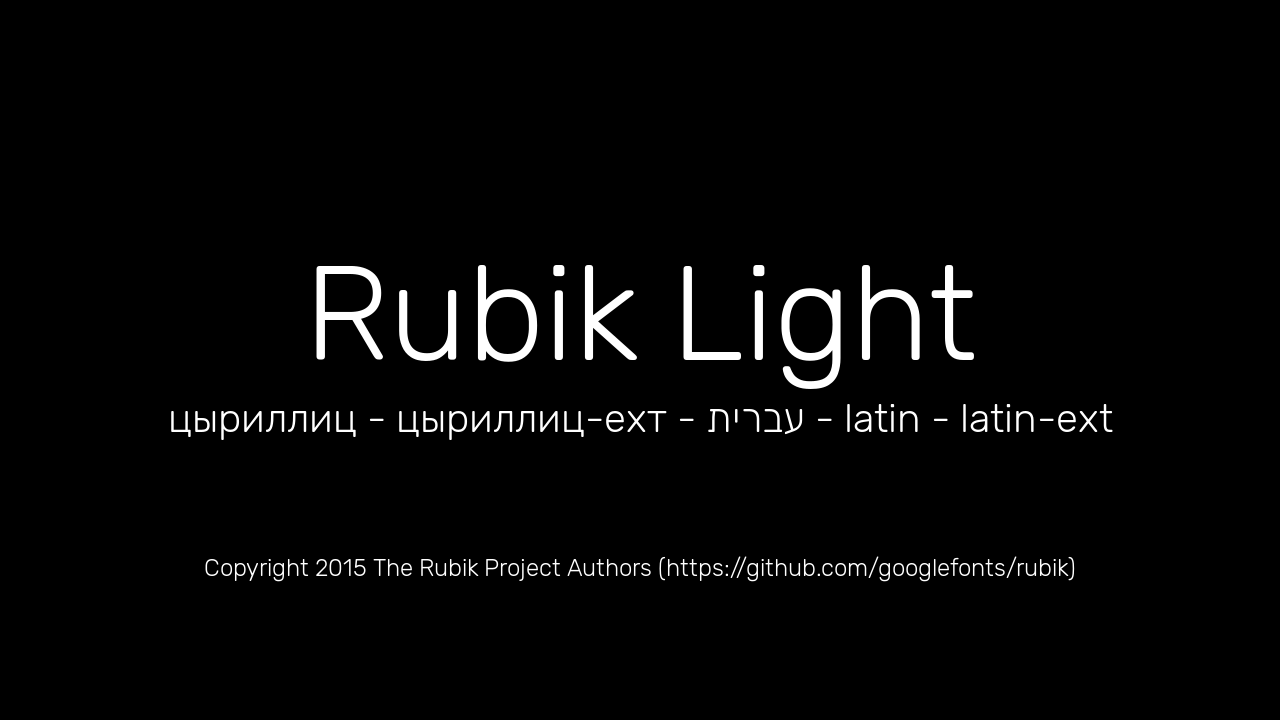 Rubik Light
цыриллиц - цыриллиц-ехт - עברית - latin - latin-ext
Copyright 2015 The Rubik Project Authors (https://github.com/googlefonts/rubik)